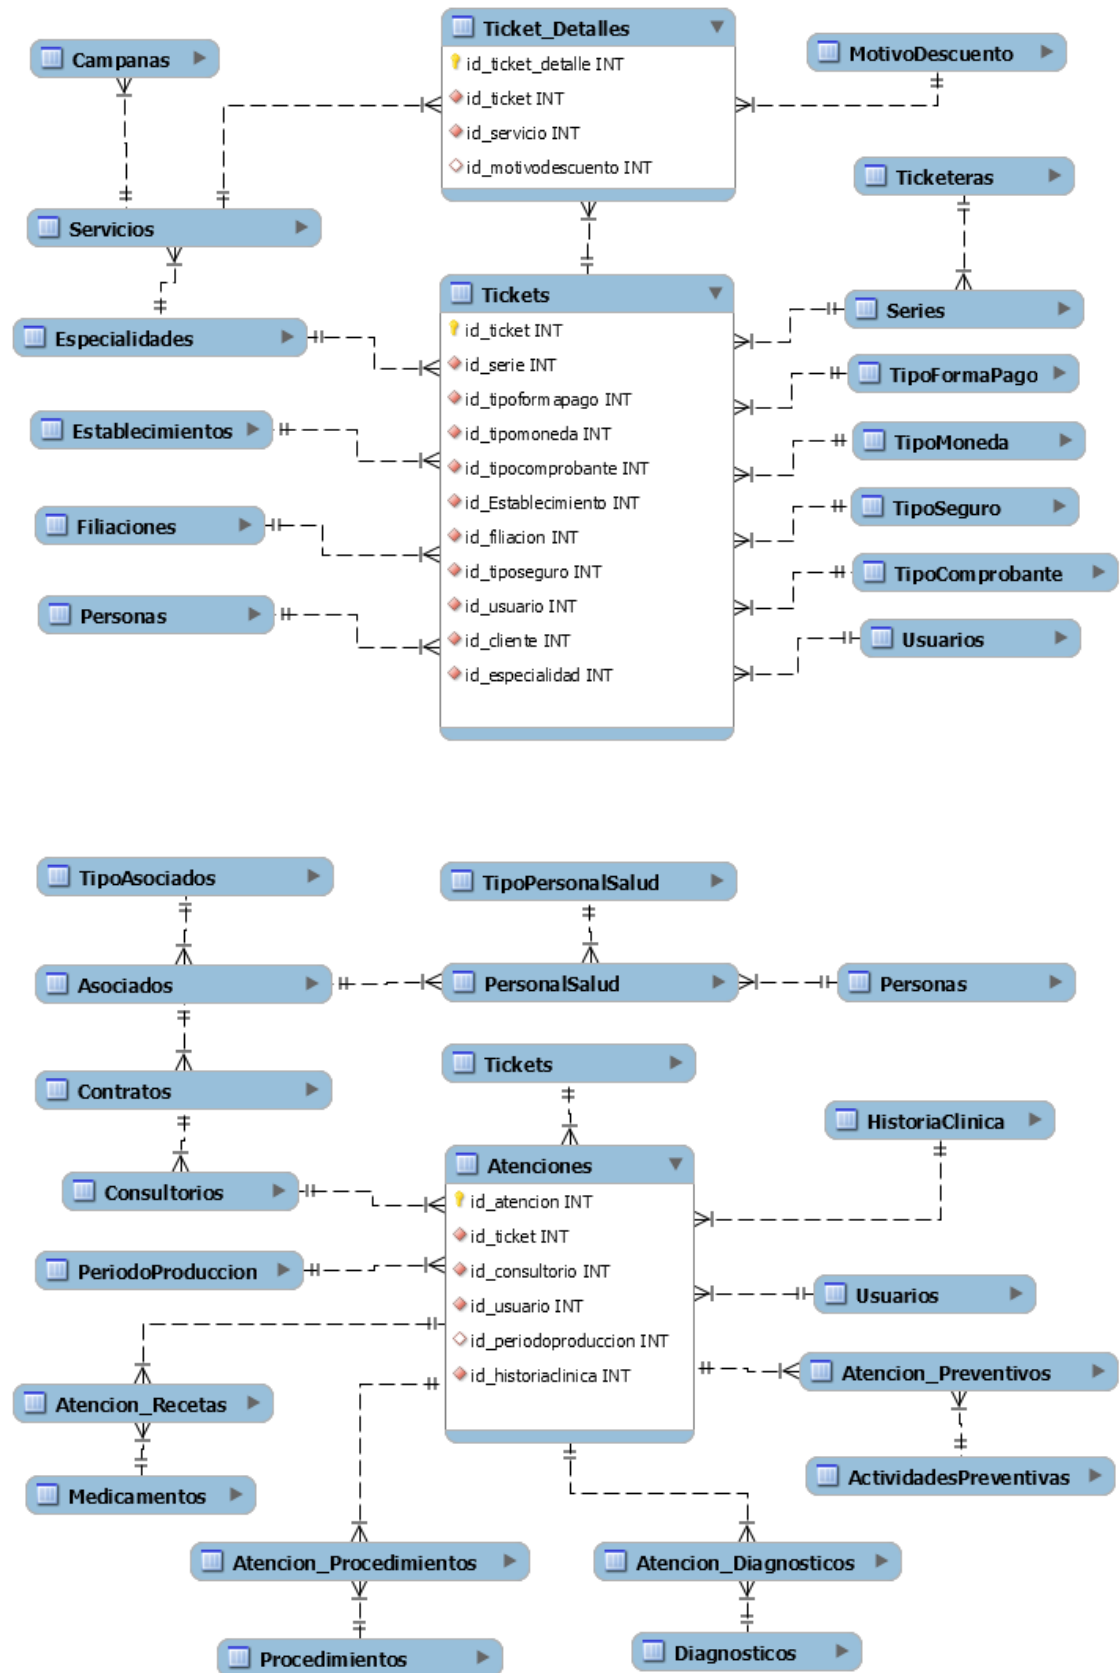 Ticket_Detalles
id_ticket_detalle INT
id_ticket INT
id_servicio INT
id_motivodescuento INT
Campanas
MotivoDescuento
Ticketeras
Servicios
Tickets
id_ticket INT
id_serie INT
id_tipoformapago INT
id_tipomoneda INT
id_tipocomprobante INT
id_Establecimiento INT
id_filiacion INT
id_tiposeguro INT
id_usuario INT
id_cliente INT
id_especialidad INT
Especialidades
Establecimientos
Filiaciones
Personas
Series
TipoFormaPago
TipoMoneda
TipoSeguro
TipoComprobante
Usuarios
TipoAsociados
TipoPersonalSalud
Asociados
PersonalSalud
Personas
Contratos
Tickets
HistoriaClinica
Consultorios
Atenciones
id_atencion INT
id_ticket INT
id_consultorio INT
id_usuario INT
id_periodoproduccion INT
id_historiaclinica INT
PeriodoProduccion
Usuarios
Atencion_Recetas
Atencion_Preventivos
Medicamentos
ActividadesPreventivas
Atencion_Procedimientos
Atencion_Diagnosticos
Procedimientos
Diagnosticos